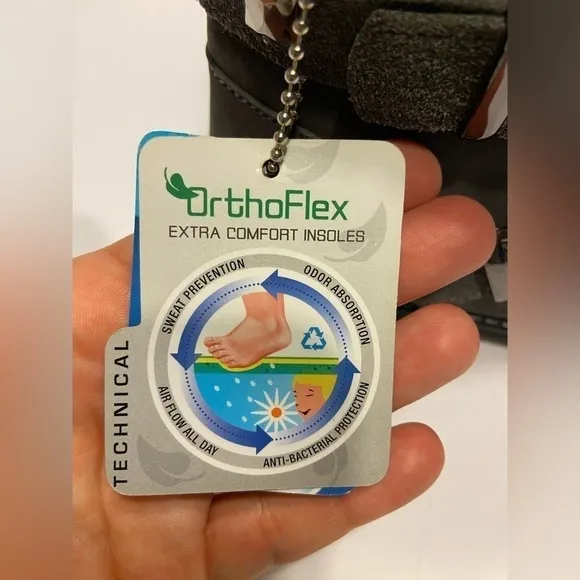 OrthoFlex
EXTRA COMFORT INSOLES
SWEAT PREVENTION
ODOR ABSORPTION
AIR FLOW ALL DAY
ANTI-BACTERIAL PROTECTION
TECHNICAL